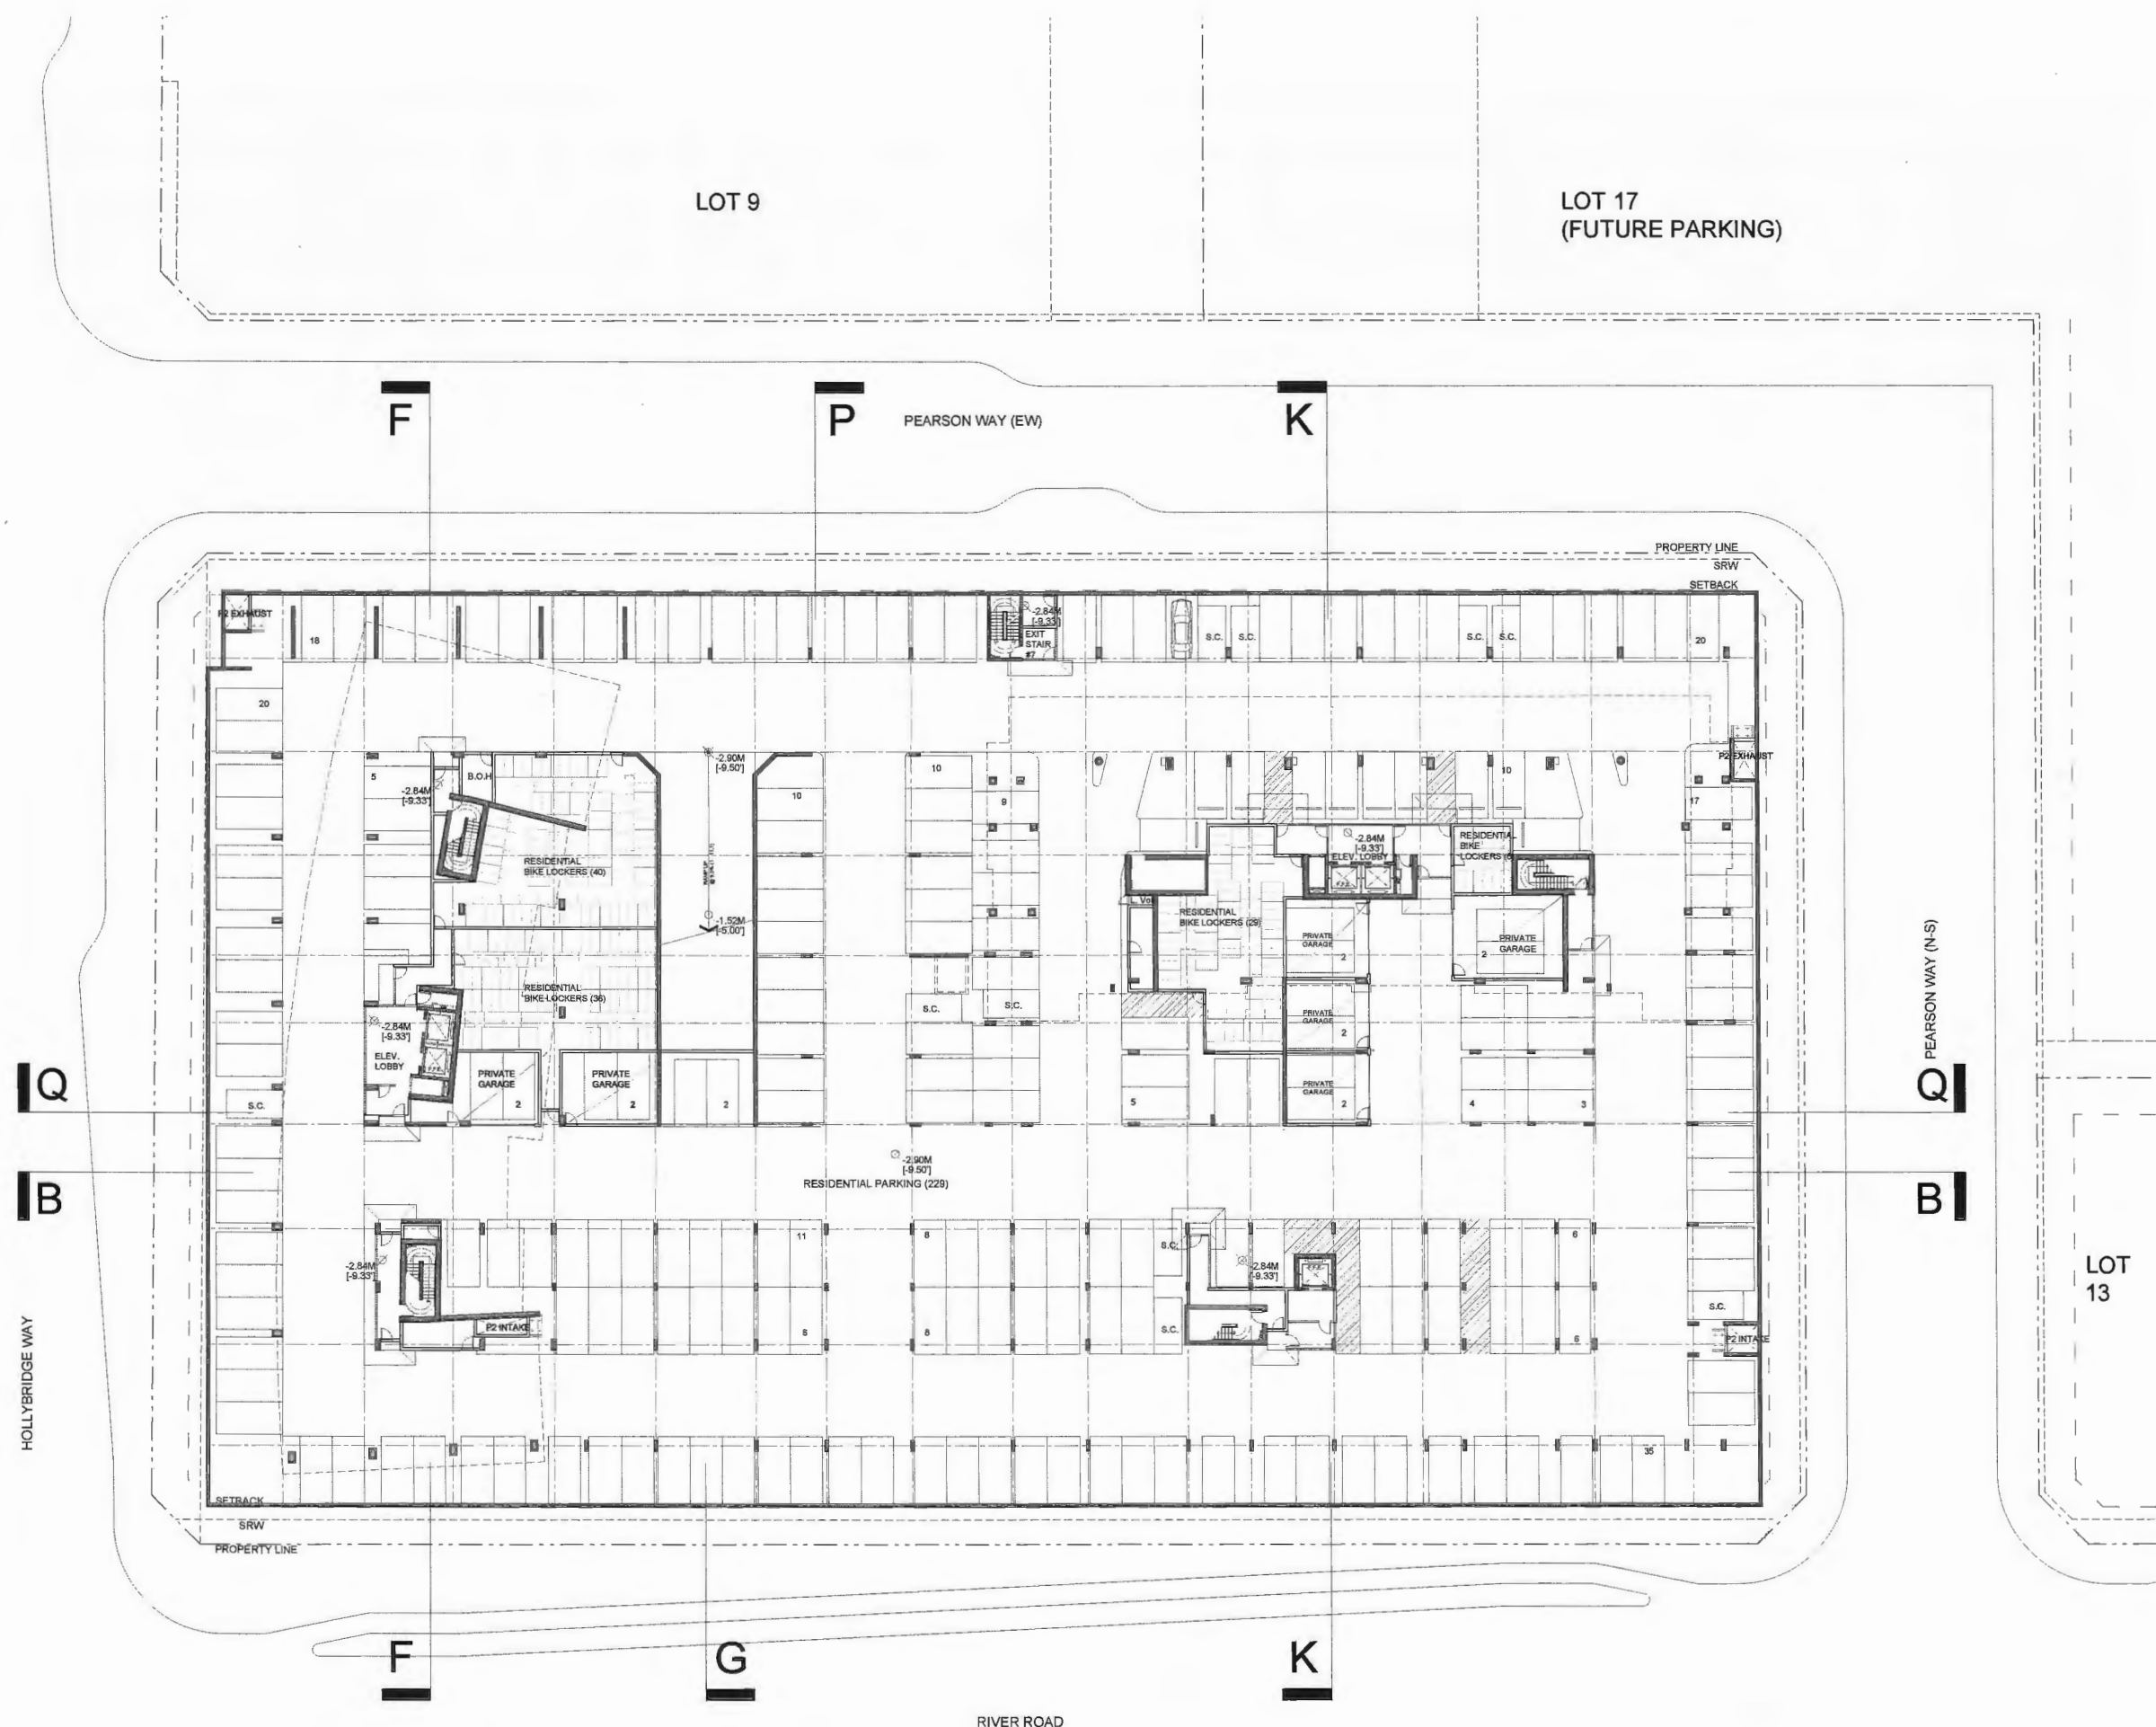 LOT 9
LOT 17
(FUTURE PARKING)
F
P
K
PEARSON WAY (EW)
PROPERTY LINE
SRW
SETBACK
P2 EXHAUST
18
-2.84M
[-9.33']
EXIT
STAIR
#7
S.C.
S.C.
S.C.
S.C.
20
20
5
B.O.H
-2.84M
[-9.33']
-2.90M
[-9.50']
10
10
9
10
P2 EXHAUST
17
RESIDENTIAL
BIKE LOCKERS (40)
-2.84M
[-9.33']
ELEV. LOBBY
BIKE
-1.52M
[-5.00']
RESIDENTIAL
BIKE LOCKERS (29)
PRIVATE
GARAGE
2
PRIVATE
GARAGE
2
RESIDENTIAL
BIKE LOCKERS (36)
S.C.
S.C.
PRIVATE
GARAGE
2
-2.84M
[-9.33']
ELEV.
LOBBY
PRIVATE
GARAGE
2
PRIVATE
GARAGE
2
2
5
PRIVATE
GARAGE
2
4
3
S.C.
PEARSON WAY (N-S)
Q
Q
B
B
-2.90M
[-9.50']
RESIDENTIAL PARKING (229)
11
8
S.C.
6
-2.84M
[-9.33']
-2.84M
[-9.33']
P2 INTAKE
8
S.C.
6
S.C.
P2 INTAKE
LOT
13
HOLLYBRIDGE WAY
35
SETBACK
SRW
PROPERTY LINE
F
G
K
RIVER ROAD